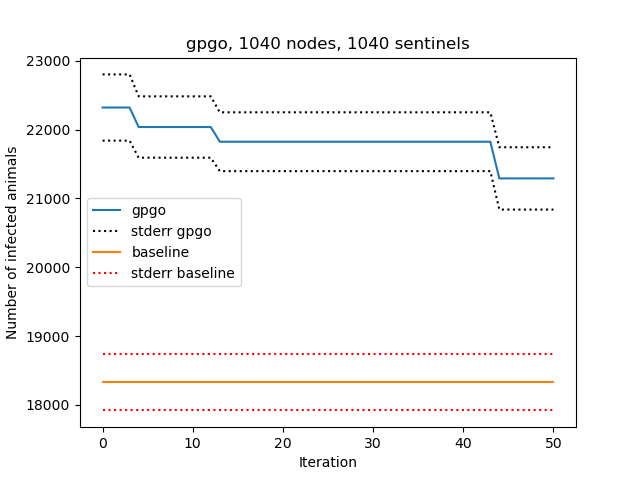 gpgo, 1040 nodes, 1040 sentinels
23000
22000
21000
20000
19000
18000
Number of infected animals
gpgo
stderr gpgo
baseline
stderr baseline
0
10
20
30
40
50
Iteration